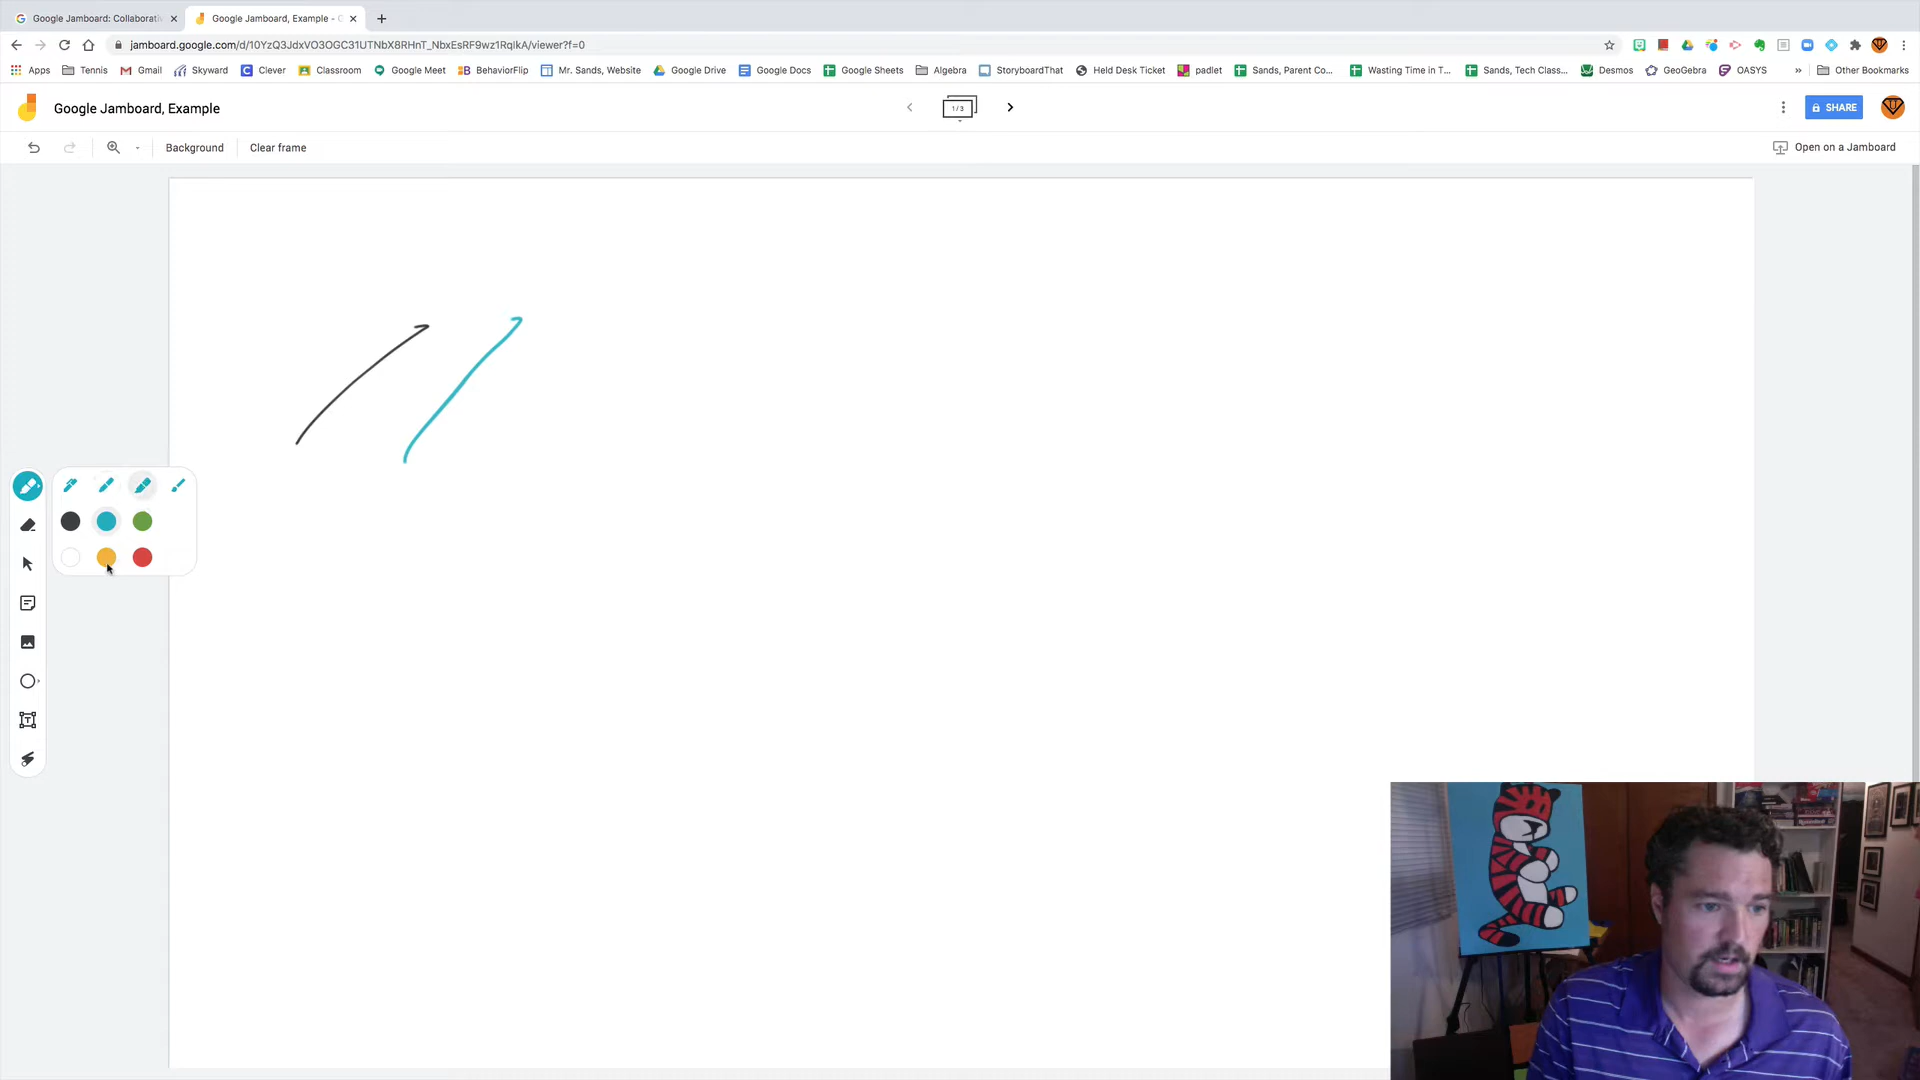 Google Jamboard: Collaborati
Google Jamboard, Example - G
jamboard.google.com/d/10YzQ3JdxVO3OGC31UTNbX8RHnT_NbxEsRF9wz1RqIkA/viewer?f=0
Apps Tennis Gmail Skyward Clever Classroom Google Meet BehaviorFlip Mr. Sands, Website Google Drive Google Docs Google Sheets Algebra StoryboardThat Held Desk Ticket padlet Sands, Parent Co... Wasting Time in T... Sands, Tech Class... Desmos GeoGebra OASYS » Other Bookmarks
Google Jamboard, Example
1/3
SHARE
Background
Clear frame
Open on a Jamboard